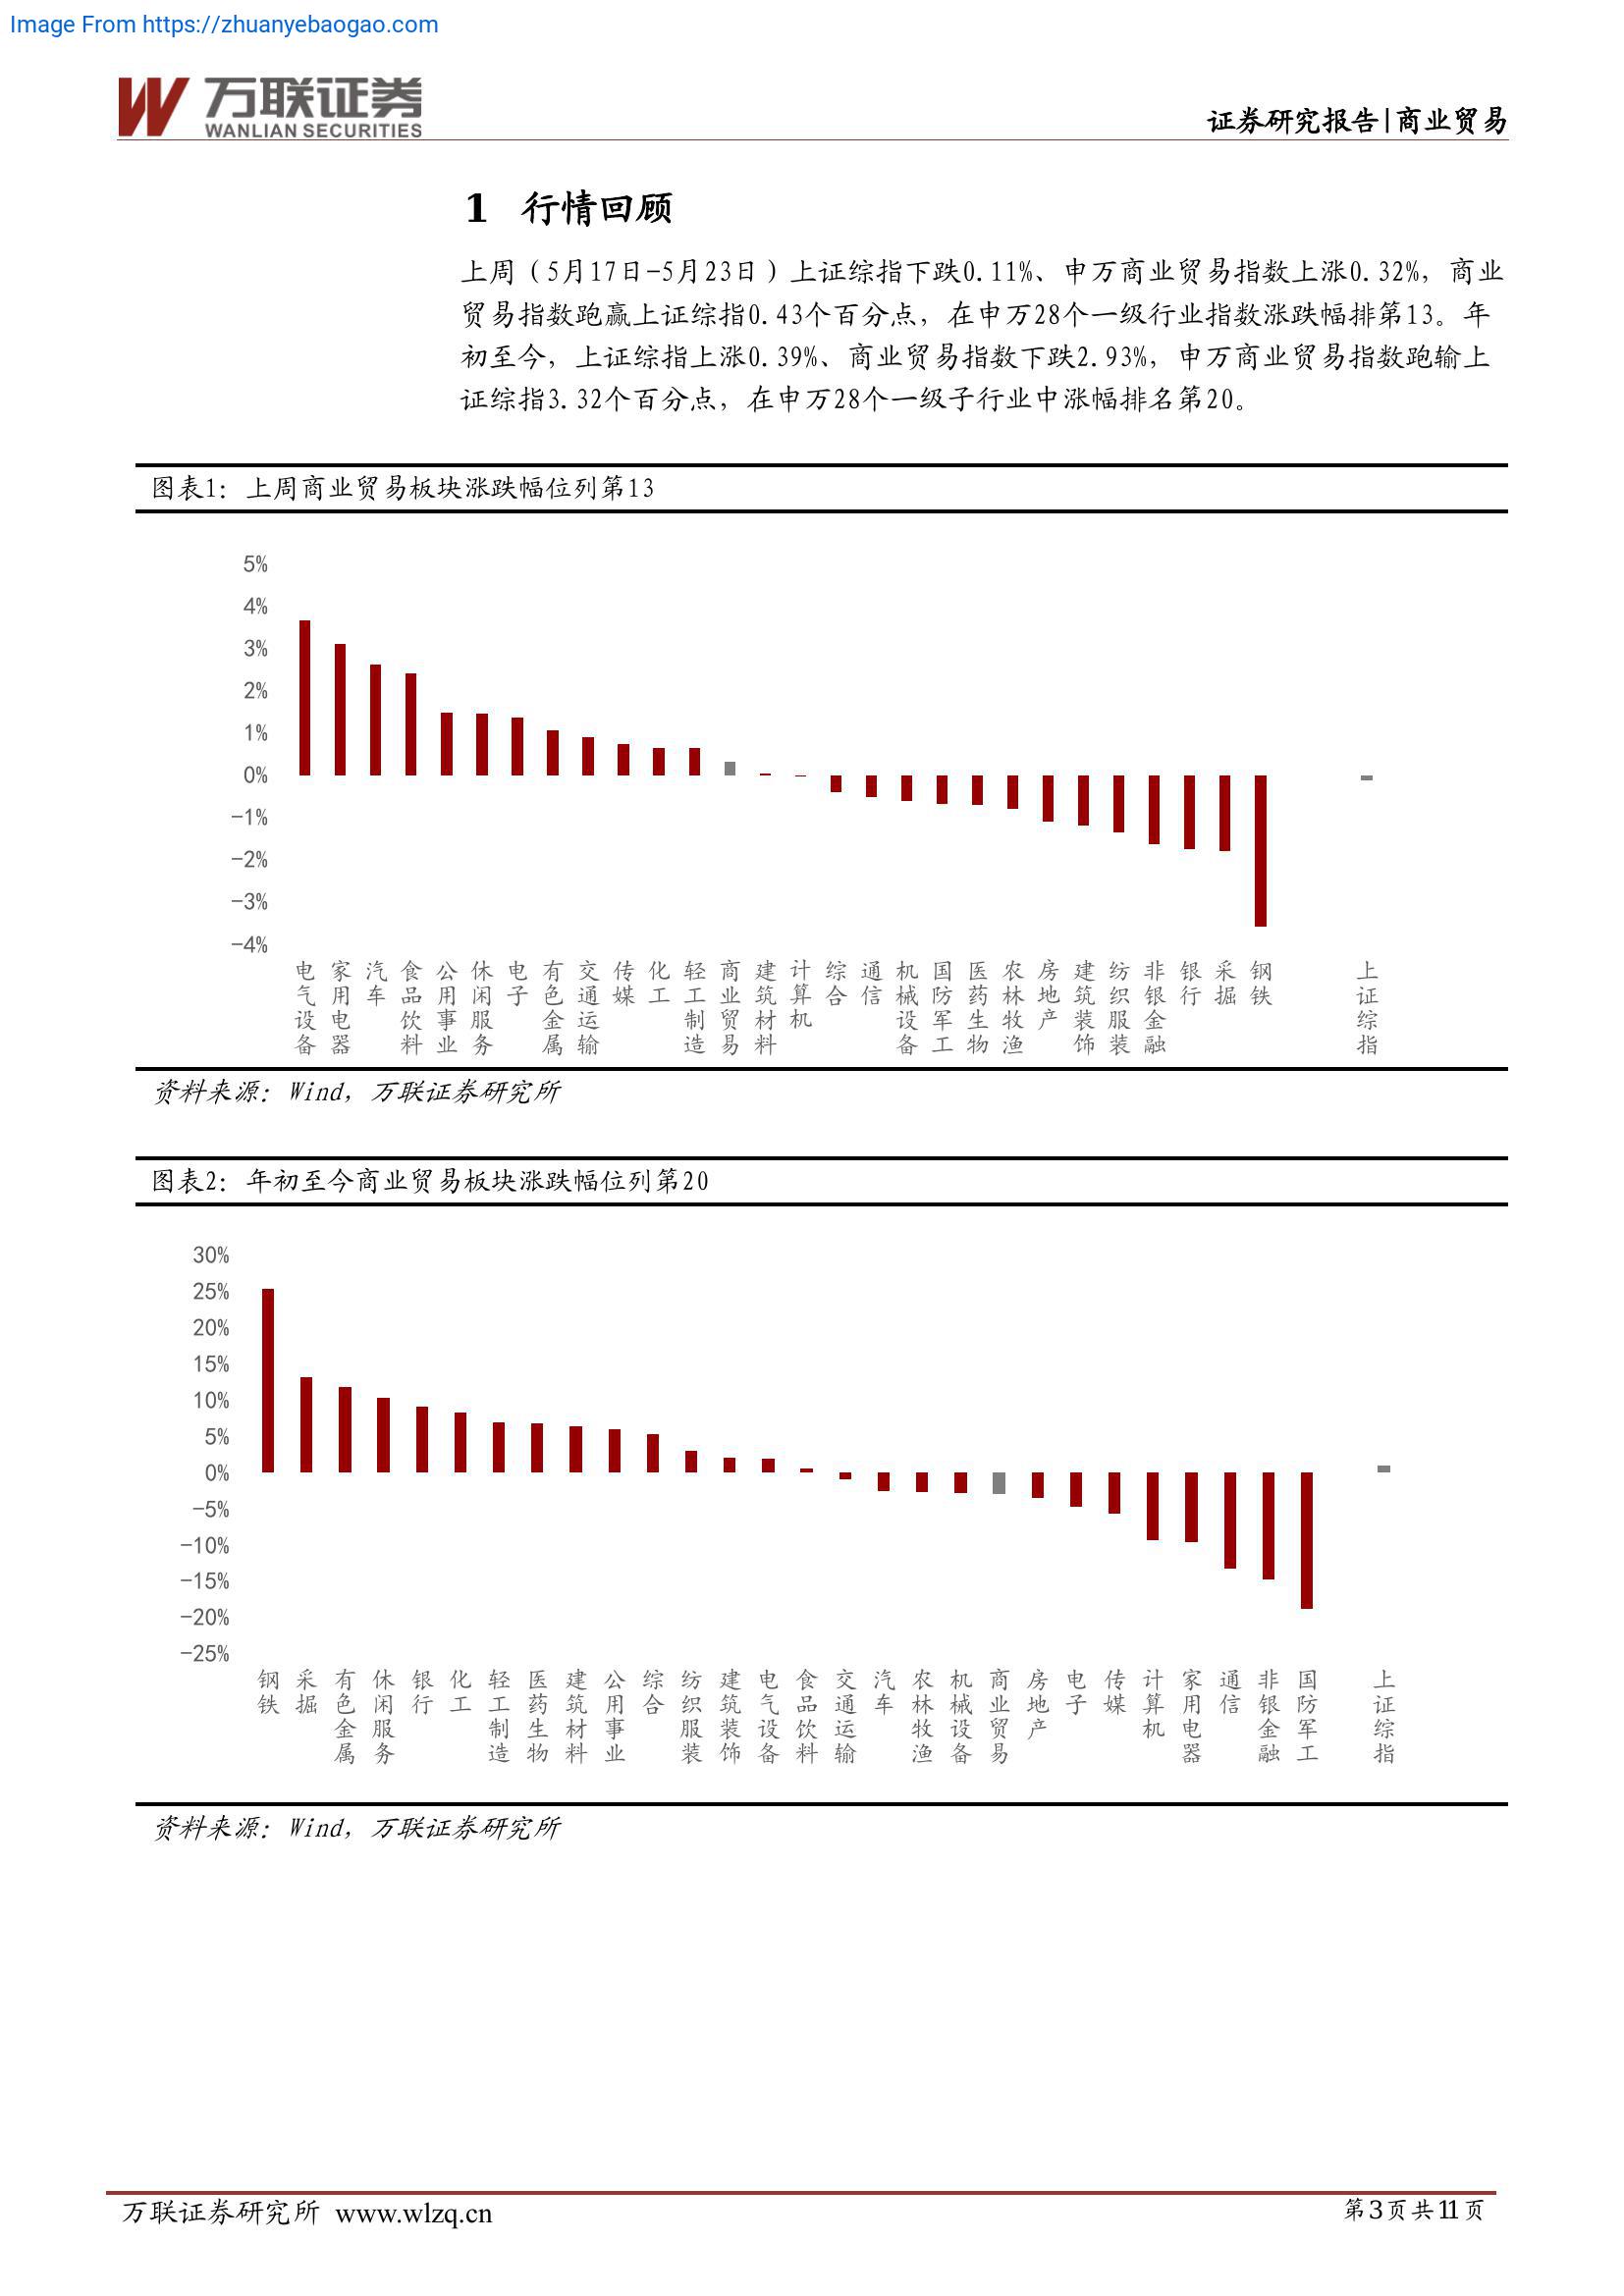 Image From https://zhuanyebaogao.com
万联证券
WANLIAN SECURITIES
证券研究报告|商业贸易
1 行情回顾
上周（5月17日-5月23日）上证综指下跌0.11%、申万商业贸易指数上涨0.32%，商业
贸易指数跑赢上证综指0.43个百分点，在申万28个一级行业指数涨跌幅排第13。年
初至今，上证综指上涨0.39%、商业贸易指数下跌2.93%，申万商业贸易指数跑输上
证综指3.32个百分点，在申万28个一级子行业中涨幅排名第20。
图表1：上周商业贸易板块涨跌幅位列第13
5%
4%
3%
2%
1%
0%
-1%
-2%
-3%
-4%
电气设备
家用电器
汽车
食品饮料
公用事业
休闲服务
电子
有色金属
交通运输
传媒
化工
轻工制造
商业贸易
建筑材料
计算机
综合
通信
机械设备
国防军工
医药生物
农林牧渔
房地产
建筑装饰
纺织服装
非银金融
银行
采掘
钢铁
上证综指
资料来源：Wind，万联证券研究所
图表2：年初至今商业贸易板块涨跌幅位列第20
30%
25%
20%
15%
10%
5%
0%
-5%
-10%
-15%
-20%
-25%
钢铁
采掘
有色金属
休闲服务
银行
化工
轻工制造
医药生物
建筑材料
公用事业
综合
纺织服装
建筑装饰
电气设备
食品饮料
交通运输
汽车
农林牧渔
机械设备
商业贸易
房地产
电子
传媒
计算机
家用电器
通信
非银金融
国防军工
上证综指
资料来源：Wind，万联证券研究所
万联证券研究所 www.wlzq.cn
第3页共11页